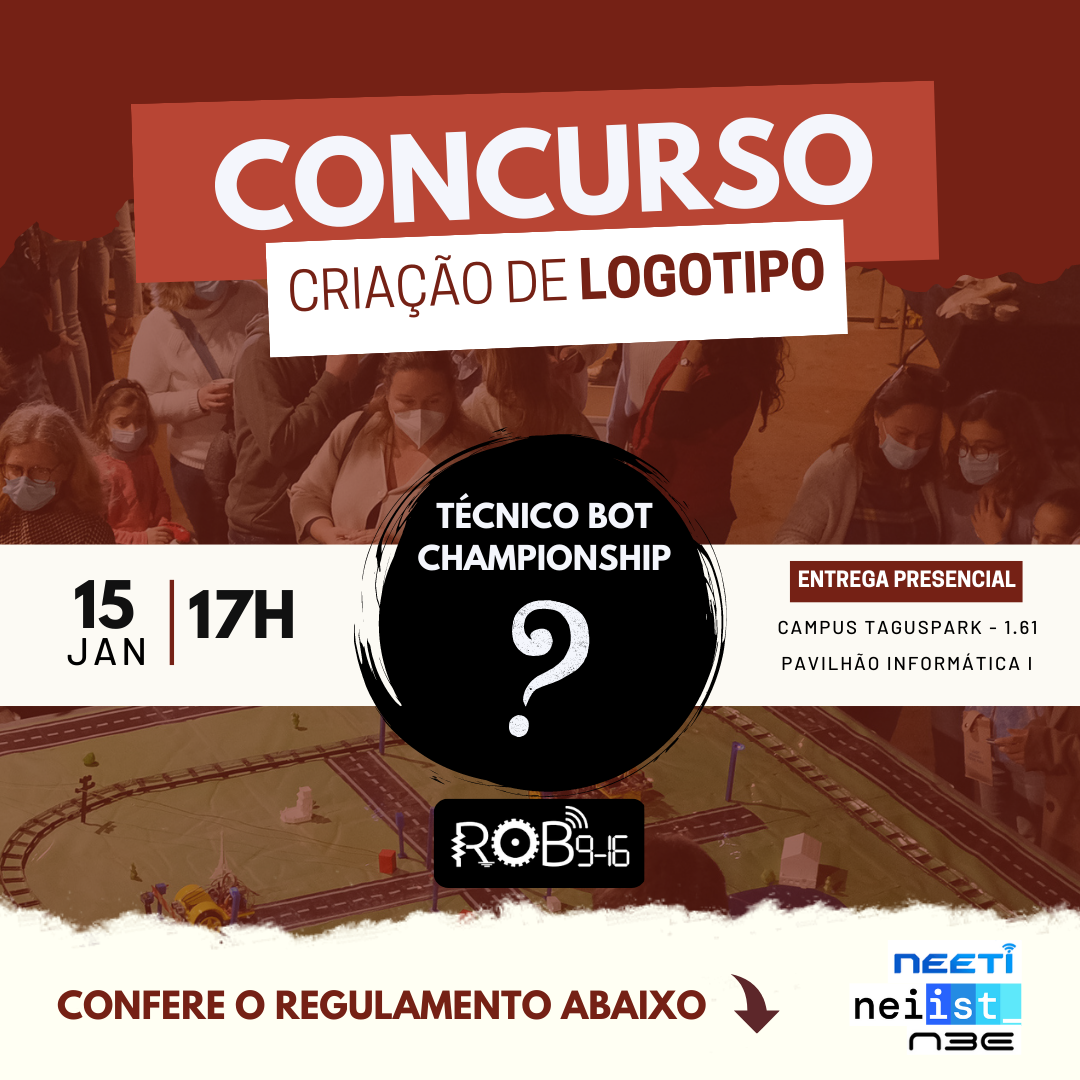 CONCURSO
CRIAÇÃO DE LOGOTIPO
TÉCNICO BOT
CHAMPIONSHIP
?
15
JAN
17H
ENTREGA PRESENCIAL
CAMPUS TAGUSPARK - 1.61
PAVILHÃO INFORMÁTICA I
ROB9-16
CONFERE O REGULAMENTO ABAIXO
NEETI
neiist_
N3E